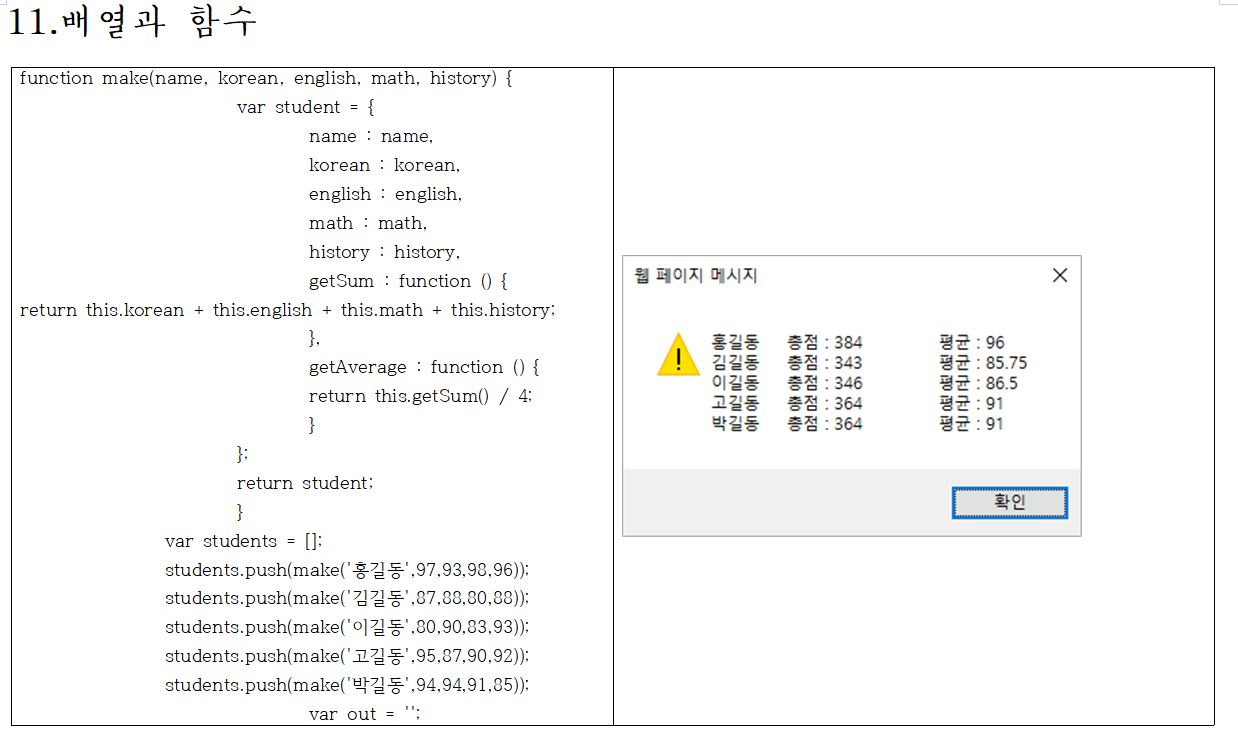 11.배열과 함수
function make(name, korean, english, math, history) {
var student = {
name : name,
korean : korean,
english : english,
math : math,
history : history,
getSum : function () {
return this.korean + this.english + this.math + this.history;
},
getAverage : function () {
return this.getSum() / 4;
}
};
return student;
}
var students = [];
students.push(make('홍길동',97,93,98,96));
students.push(make('김길동',87,88,80,88));
students.push(make('이길동',80,90,83,93));
students.push(make('고길동',95,87,90,92));
students.push(make('박길동',94,94,91,85));
var out = '';
웹 페이지 메시지
홍길동 총점 : 384 평균 : 96
김길동 총점 : 343 평균 : 85.75
이길동 총점 : 346 평균 : 86.5
고길동 총점 : 364 평균 : 91
박길동 총점 : 364 평균 : 91
확인